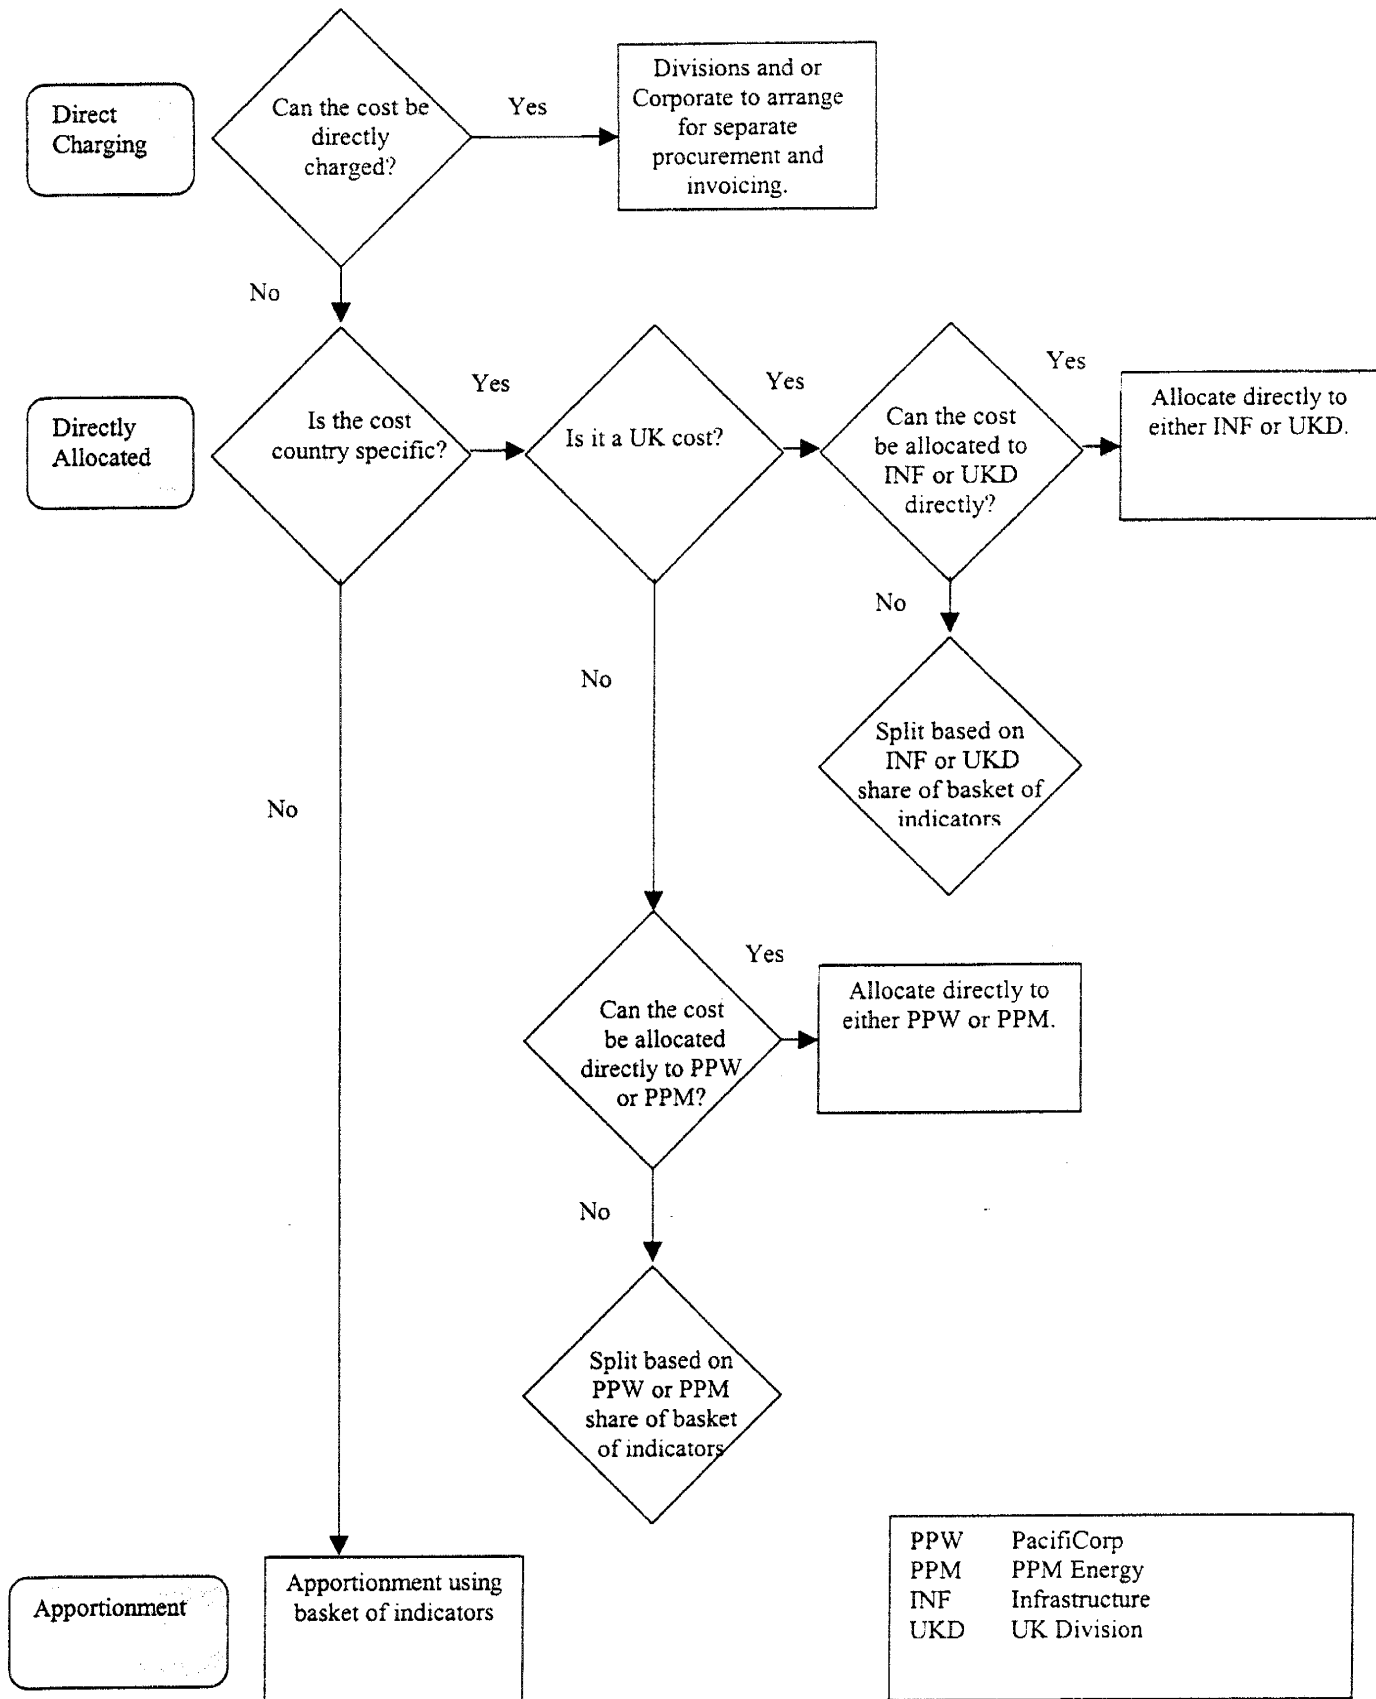 Direct
Charging
Can the cost be
directly
charged?
Yes
Divisions and or
Corporate to arrange
for separate
procurement and
invoicing.
No
Directly
Allocated
Is the cost
country specific?
Yes
Is it a UK cost?
Yes
Can the cost
be allocated to
INF or UKD
directly?
Yes
Allocate directly to
either INF or UKD.
No
Split based on
INF or UKD
share of basket of
indicators
No
No
Can the cost
be allocated
directly to PPW
or PPM?
Yes
Allocate directly to
either PPW or PPM.
No
Split based on
PPW or PPM
share of basket
of indicators
Apportionment
Apportionment using
basket of indicators
PPW PacifiCorp
PPM PPM Energy
INF Infrastructure
UKD UK Division